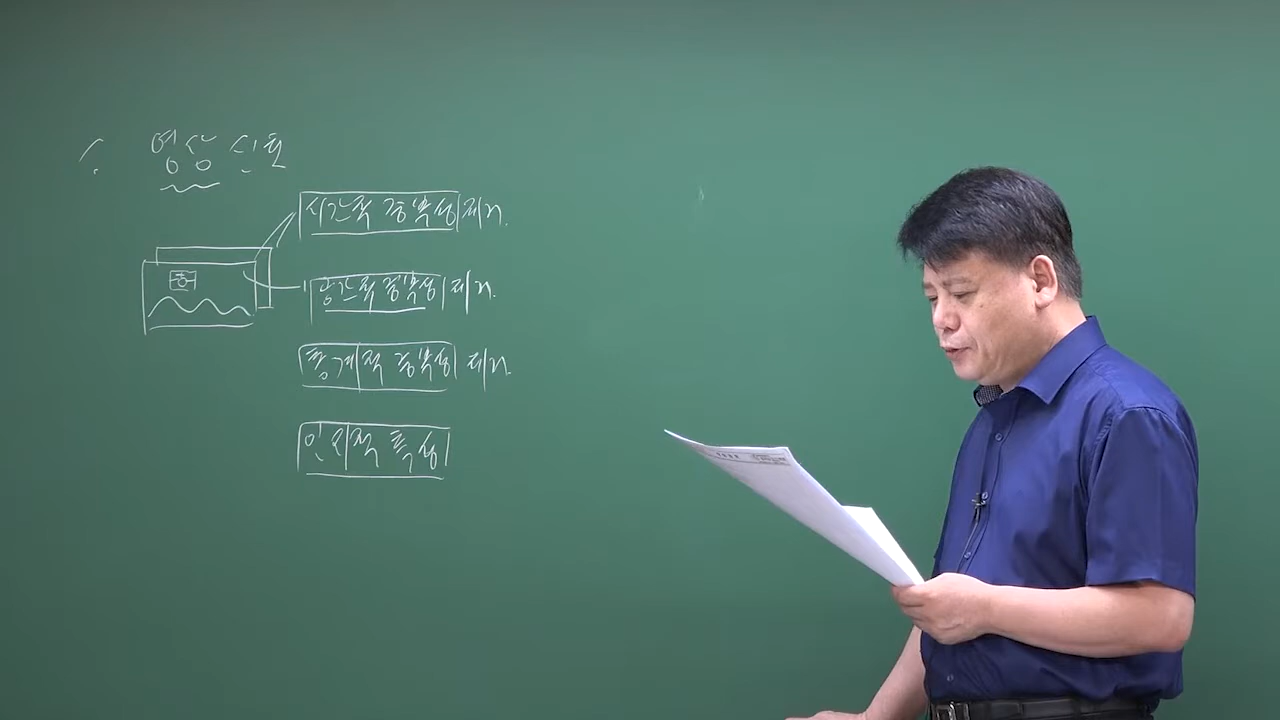 1. 영상 신호
시간적 중복성 제거.
공간적 중복성 제거.
통계적 중복성 제거.
인지적 특성